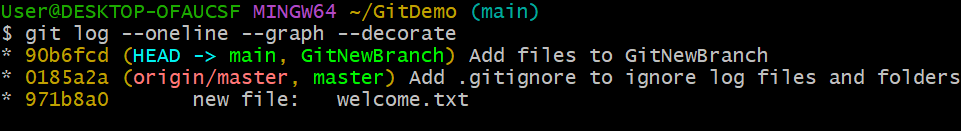 User@DESKTOP-OFAUCSF MINGW64 ~/GitDemo (main)
$ git log --oneline --graph --decorate
* 90b6fcd (HEAD -> main, GitNewBranch) Add files to GitNewBranch
* 0185a2a (origin/master, master) Add .gitignore to ignore log files and folders
* 971b8a0       new file:   welcome.txt